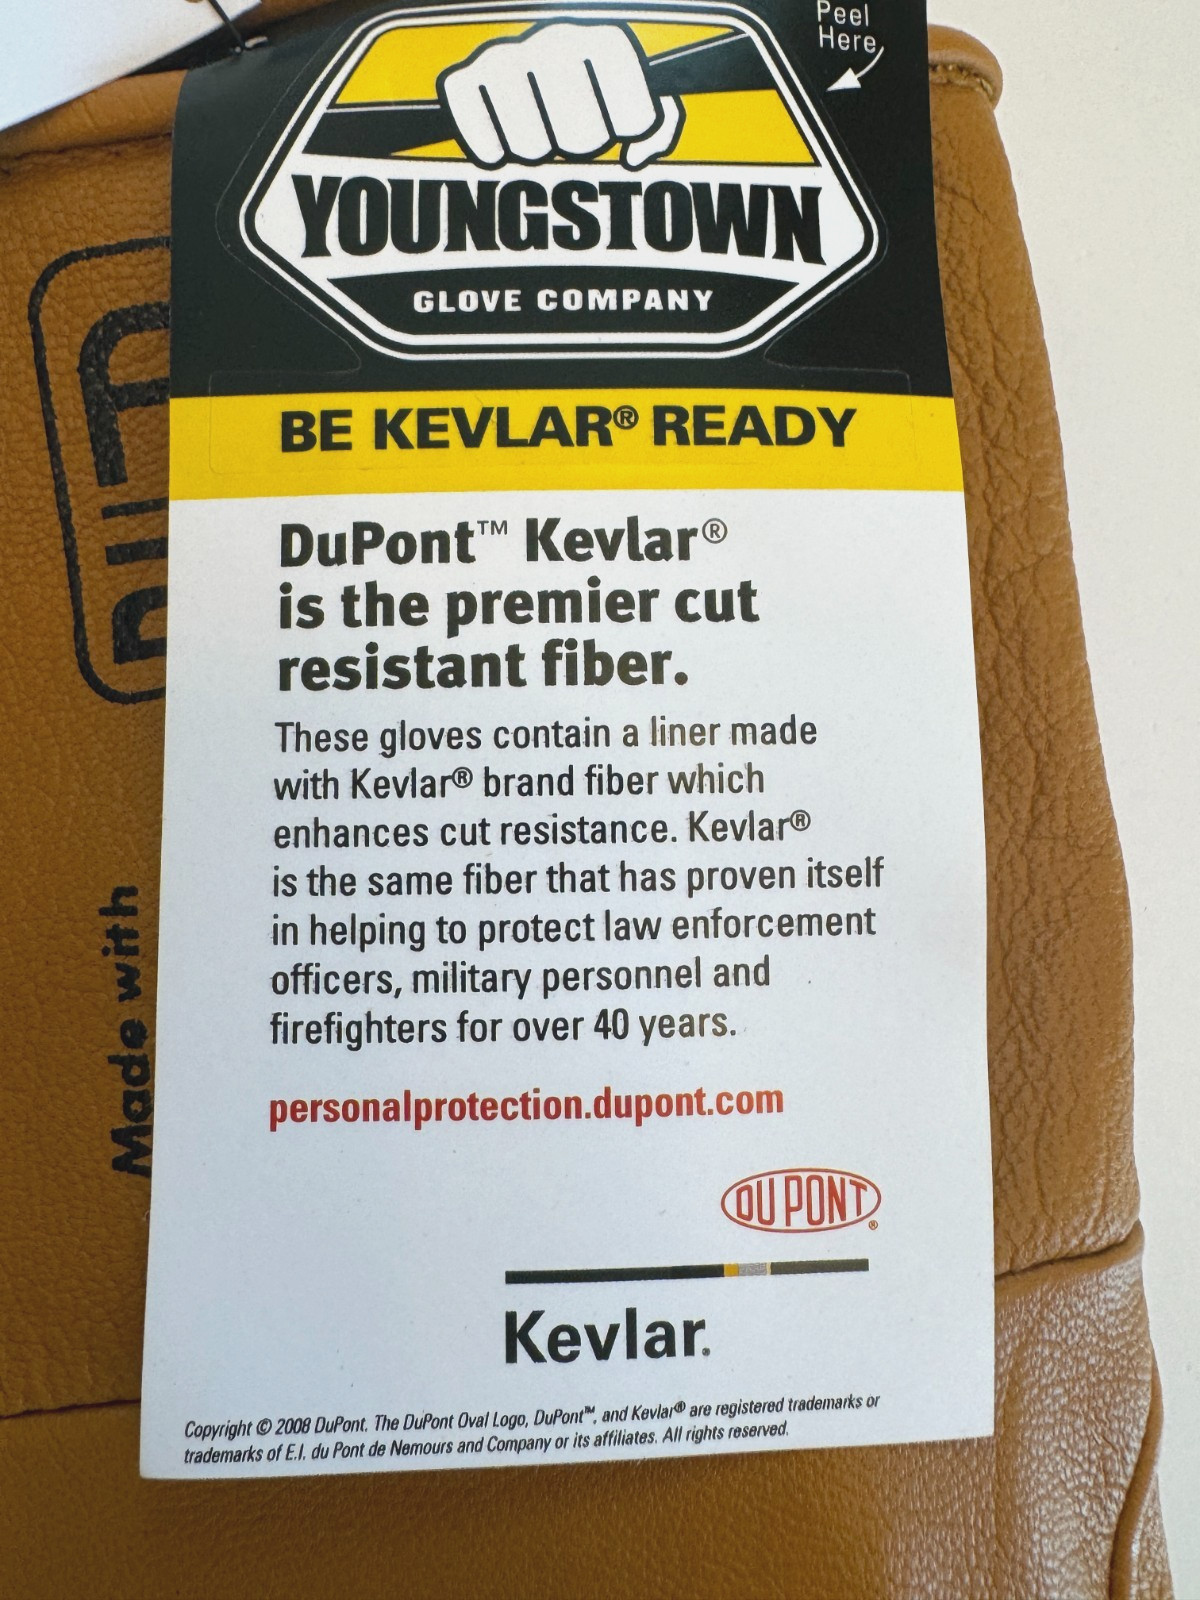 Peel
Here
YOUNGSTOWN
GLOVE COMPANY
BE KEVLAR® READY
DuPont™ Kevlar®
is the premier cut
resistant fiber.
These gloves contain a liner made
with Kevlar® brand fiber which
enhances cut resistance. Kevlar®
is the same fiber that has proven itself
in helping to protect law enforcement
officers, military personnel and
firefighters for over 40 years.
personalprotection.dupont.com
DU PONT®
Kevlar®
Copyright © 2008 DuPont. The DuPont Oval Logo, DuPont™, and Kevlar® are registered trademarks or
trademarks of E.I. du Pont de Nemours and Company or its affiliates. All rights reserved.
Made with